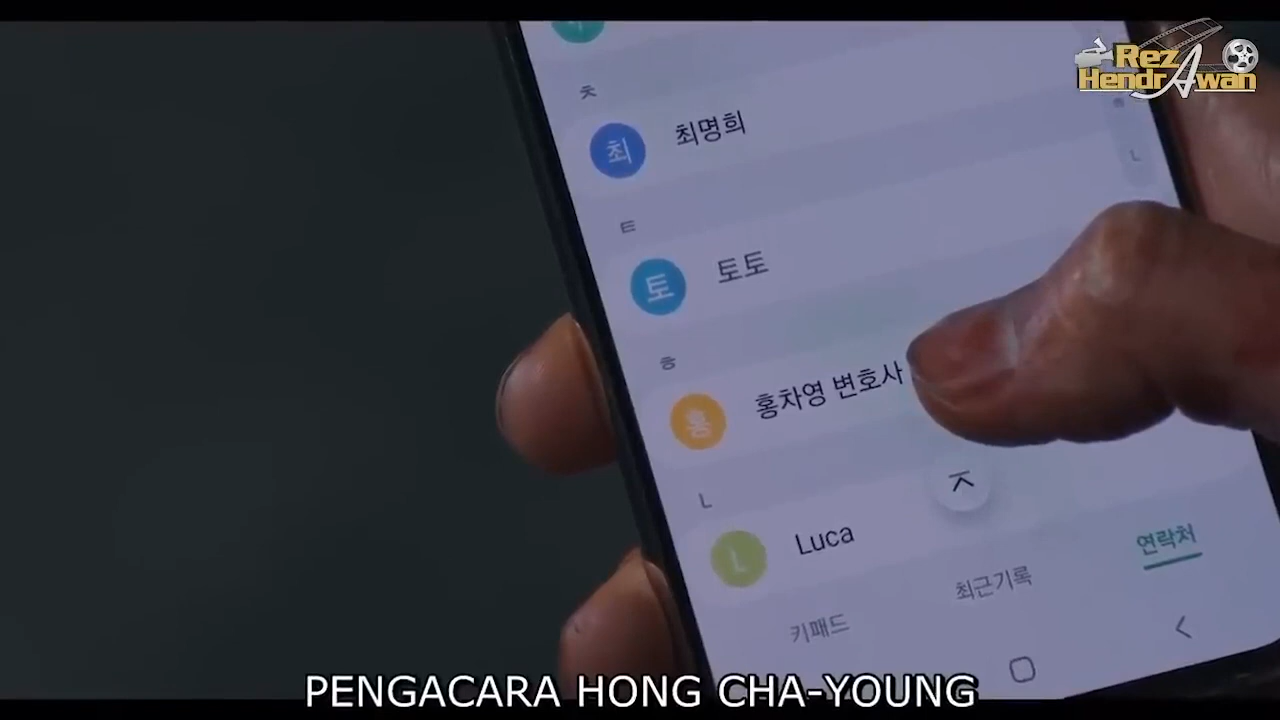 Reza
HendrAwan
ㅊ
최
최명희
ㅌ
토
토토
ㅎ
홍
홍차영 변호사
L
L
Luca
키패드
최근기록
연락처
PENGACARA HONG CHA-YOUNG